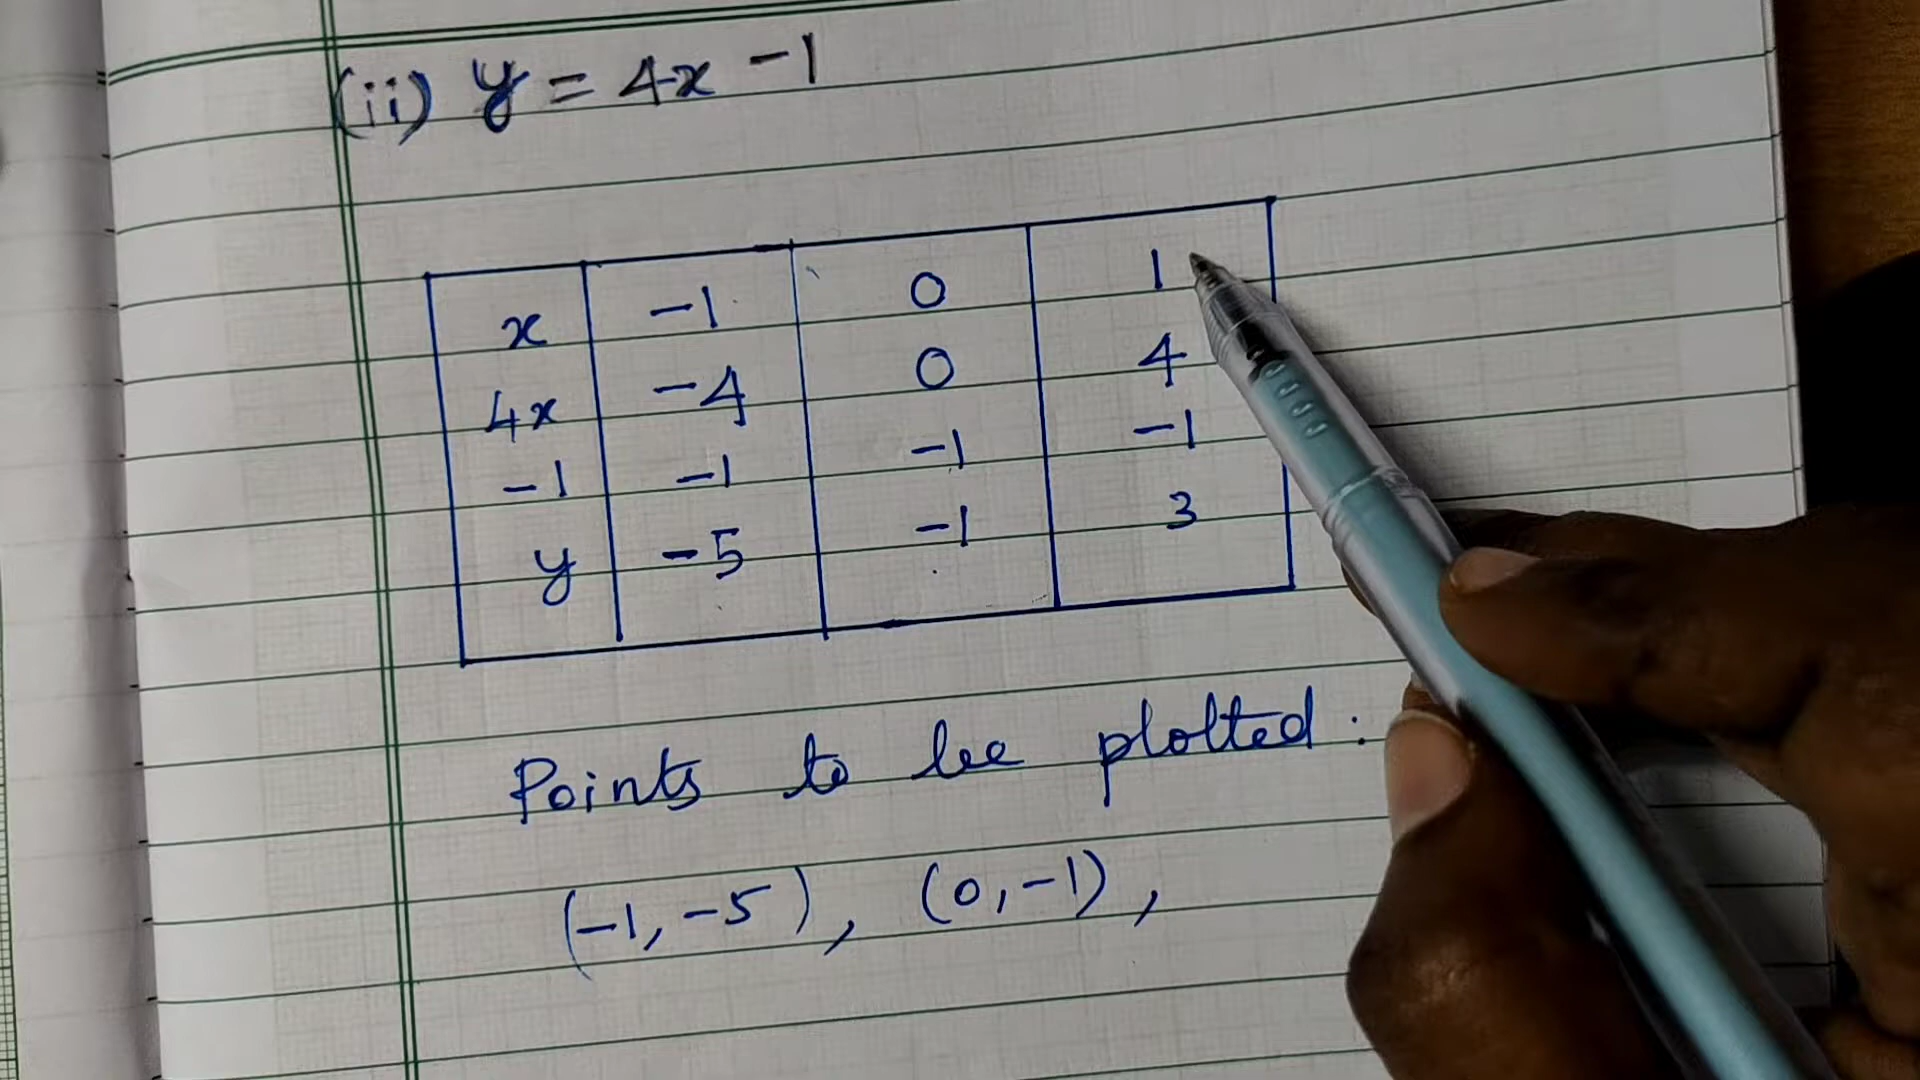 (ii) y = 4x -1
x -1 0 1
4x -4 0 4
-1 -1 -1 -1
y -5 -1 3
Points to be plotted :
(-1, -5), (0, -1),